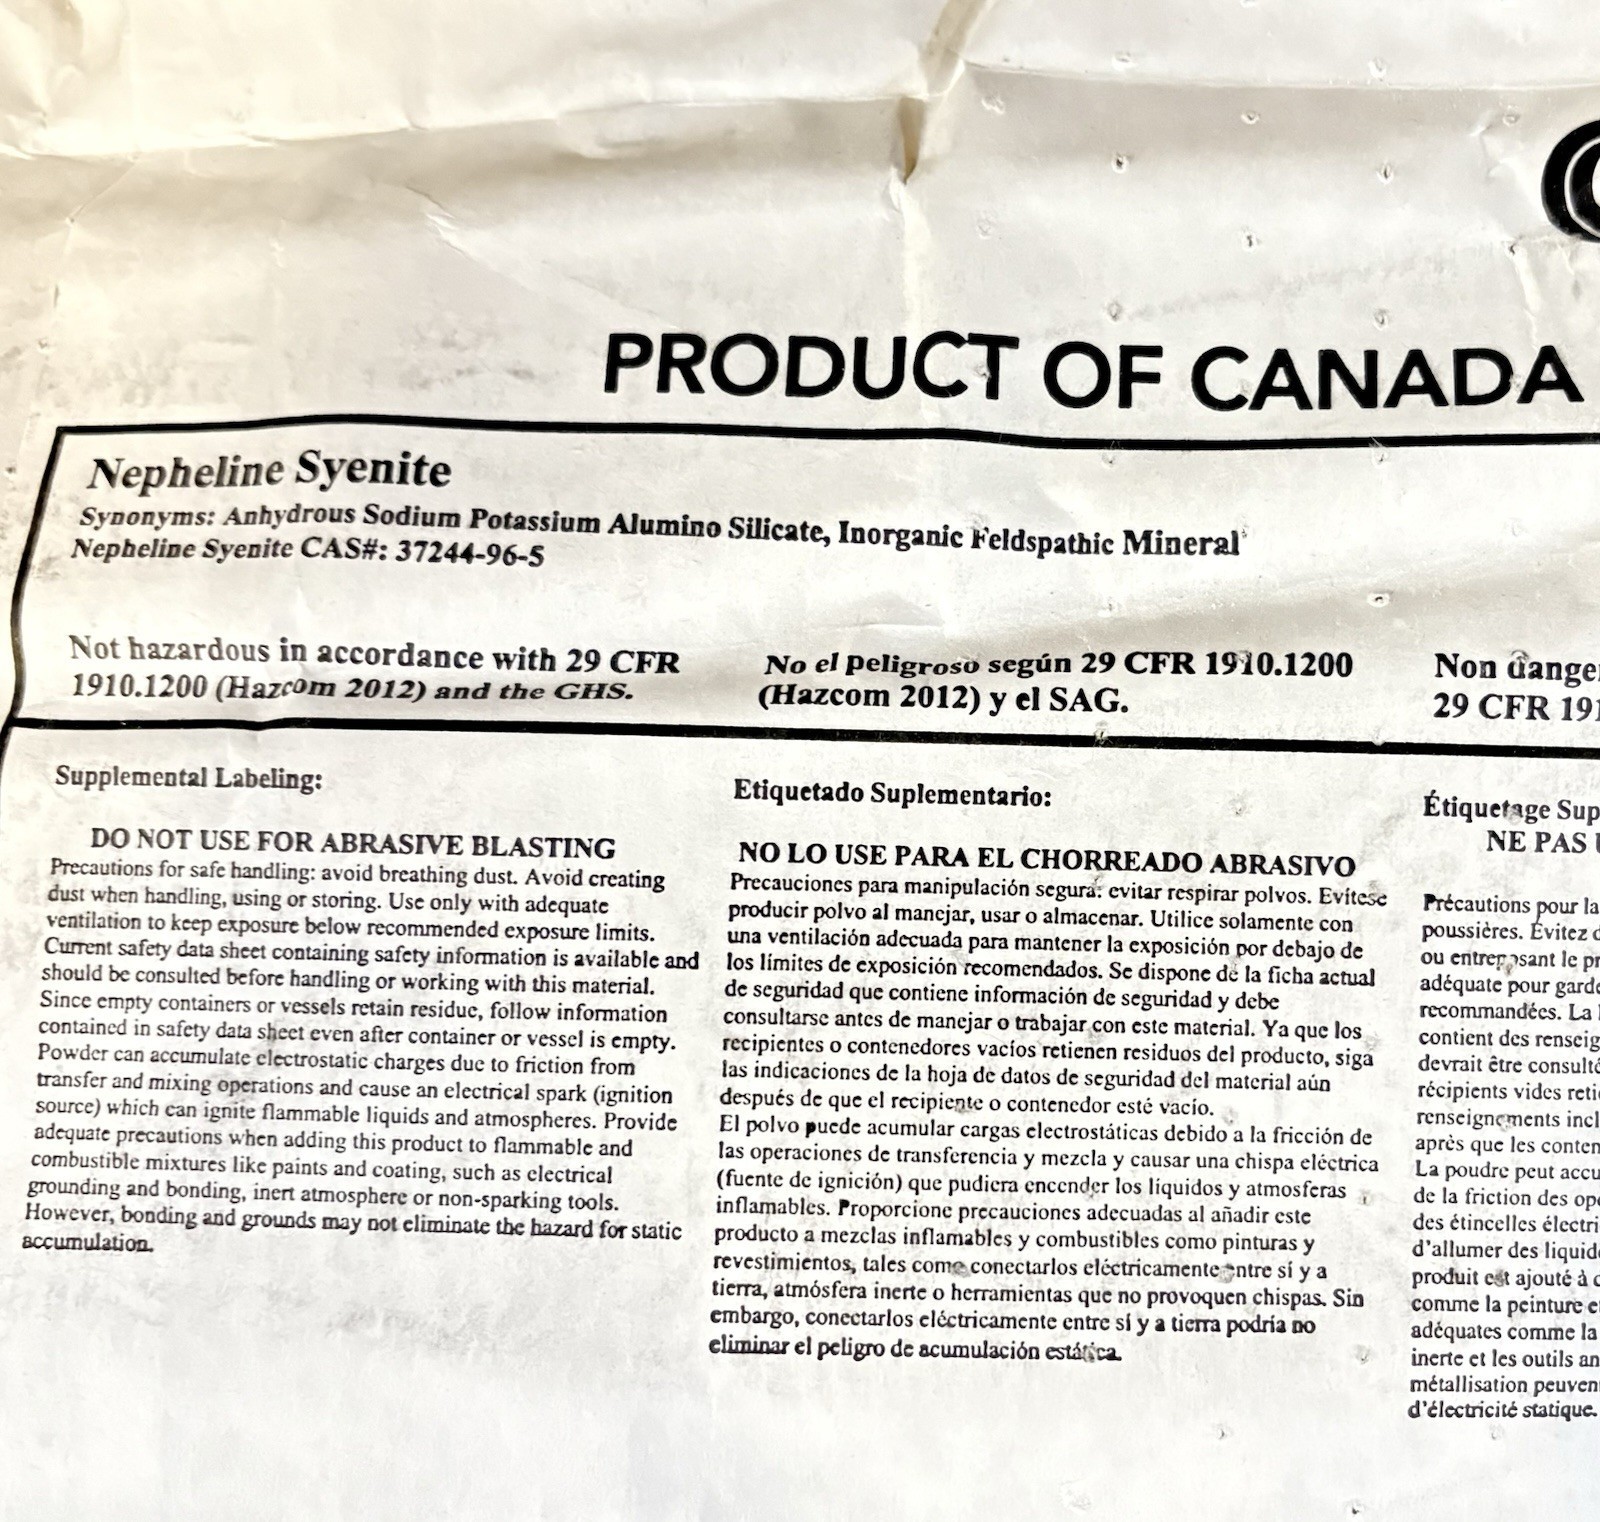 PRODUCT OF CANADA
Nepheline Syenite
Synonyms: Anhydrous Sodium Potassium Alumino Silicate, Inorganic Feldspathic Mineral
Nepheline Syenite CAS#: 37244-96-5
Not hazardous in accordance with 29 CFR
1910.1200 (Hazcom 2012) and the GHS.
No el peligroso según 29 CFR 1910.1200
(Hazcom 2012) y el SAG.
Non dange
29 CFR 191
Supplemental Labeling:
DO NOT USE FOR ABRASIVE BLASTING
Precautions for safe handling: avoid breathing dust. Avoid creating
dust when handling, using or storing. Use only with adequate
ventilation to keep exposure below recommended exposure limits.
Current safety data sheet containing safety information is available and
should be consulted before handling or working with this material.
Since empty containers or vessels retain residue, follow information
contained in safety data sheet even after container or vessel is empty.
Powder can accumulate electrostatic charges due to friction from
transfer and mixing operations and cause an electrical spark (ignition
source) which can ignite flammable liquids and atmospheres. Provide
adequate precautions when adding this product to flammable and
combustible mixtures like paints and coating, such as electrical
grounding and bonding, inert atmosphere or non-sparking tools.
However, bonding and grounds may not eliminate the hazard for static
accumulation.
Etiquetado Suplementario:
NO LO USE PARA EL CHORREADO ABRASIVO
Precauciones para manipulación segura: evitar respirar polvos. Evítese
producir polvo al manejar, usar o almacenar. Utilice solamente con
una ventilación adecuada para mantener la exposición por debajo de
los límites de exposición recomendados. Se dispone de la ficha actual
de seguridad que contiene información de seguridad y debe
consultarse antes de manejar o trabajar con este material. Ya que los
recipientes o contenedores vacíos retienen residuos del producto, siga
las indicaciones de la hoja de datos de seguridad del material aún
después de que el recipiente o contenedor esté vacío.
El polvo puede acumular cargas electrostáticas debido a la fricción de
las operaciones de transferencia y mezcla y causar una chispa eléctrica
(fuente de ignición) que pudiera encender los líquidos y atmosferas
inflamables. Proporcione precauciones adecuadas al añadir este
producto a mezclas inflamables y combustibles como pinturas y
revestimientos, tales como conectarlos eléctricamente entre sí y a
tierra, atmósfera inerte o herramientas que no provoquen chispas. Sin
embargo, conectarlos eléctricamente entre sí y a tierra podría no
eliminar el peligro de acumulación estática.
Étiquetage Sup
NE PAS U
Précautions pour la
poussières. Évitez d
ou entreposant le pr
adéquate pour garde
recommandées. La
contient des renseig
devrait être consulté
récipients vides reti
renseignements incl
après que les conten
La poudre peut accu
de la friction des op
des étincelles électri
d'allumer des liquid
produit est ajouté à
comme la peinture e
adéquates comme la
inerte et les outils an
métallisation peuven
d'électricité statique.